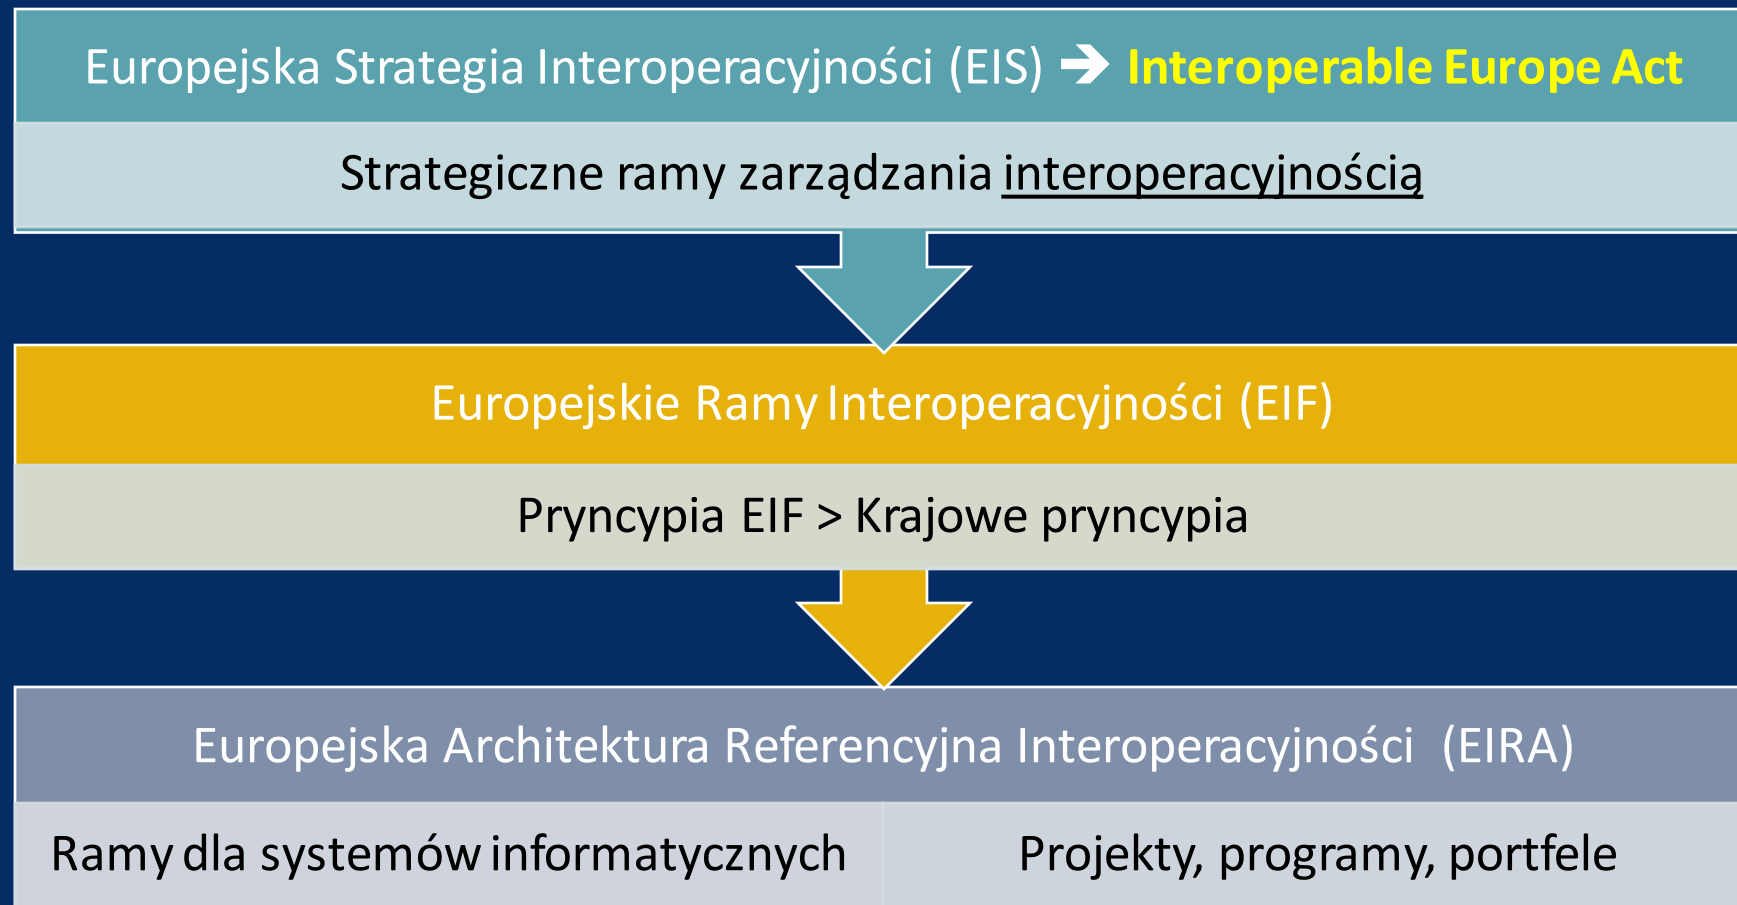 Europejska Strategia Interoperacyjności (EIS) ➔ Interoperable Europe Act
Strategiczne ramy zarządzania interoperacyjnością
Europejskie Ramy Interoperacyjności (EIF)
Pryncypia EIF > Krajowe pryncypia
Europejska Architektura Referencyjna Interoperacyjności (EIRA)
Ramy dla systemów informatycznych
Projekty, programy, portfele